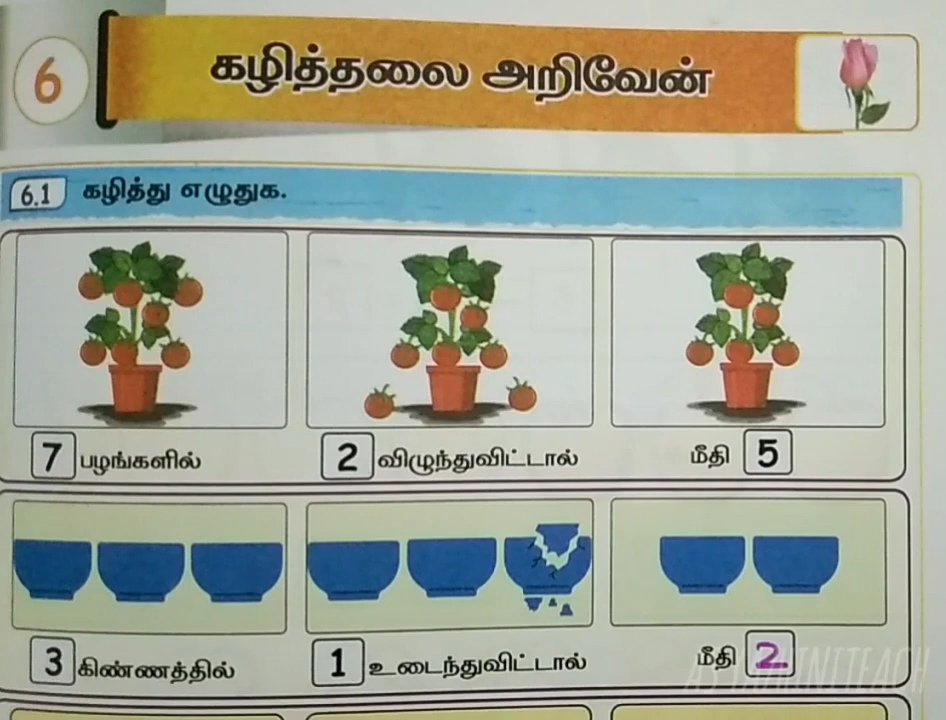 6 கழித்தலை அறிவேன்
6.1 கழித்து எழுதுக.
7 பழங்களில் 2 விழுந்துவிட்டால் மீதி 5
3 கிண்ணத்தில் 1 உடைந்துவிட்டால் மீதி 2